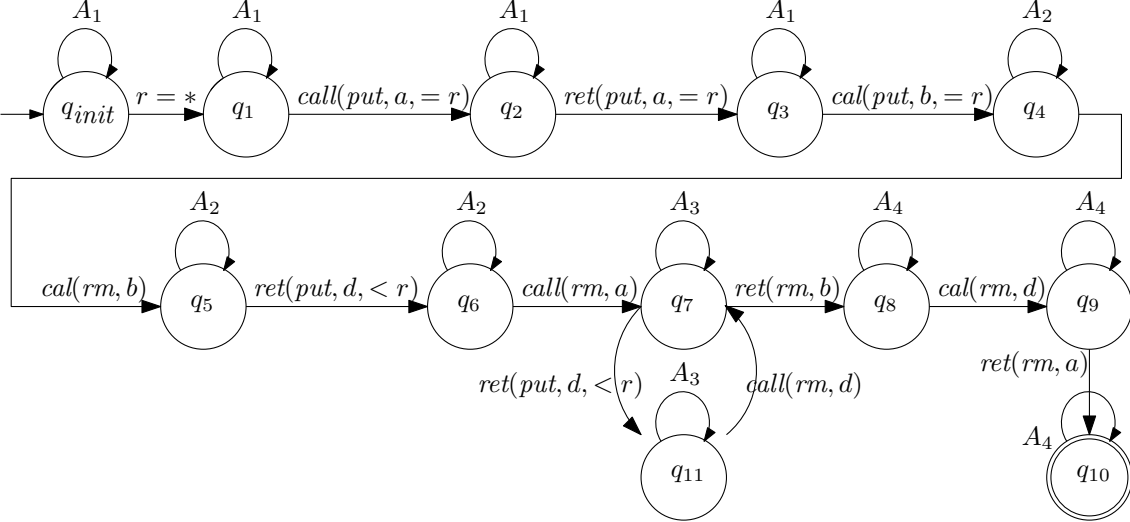 A1 A1 A1 A1 A2
qinit r = ∗ q1 call(put, a, = r) q2 ret(put, a, = r) q3 cal(put, b, = r) q4
A2 A2 A3 A4 A4
cal(rm, b) q5 ret(put, d, < r) q6 call(rm, a) q7 ret(rm, b) q8 cal(rm, d) q9
ret(rm, a)
ret(put, d, < r) A3 call(rm, d)
A4
q11 q10